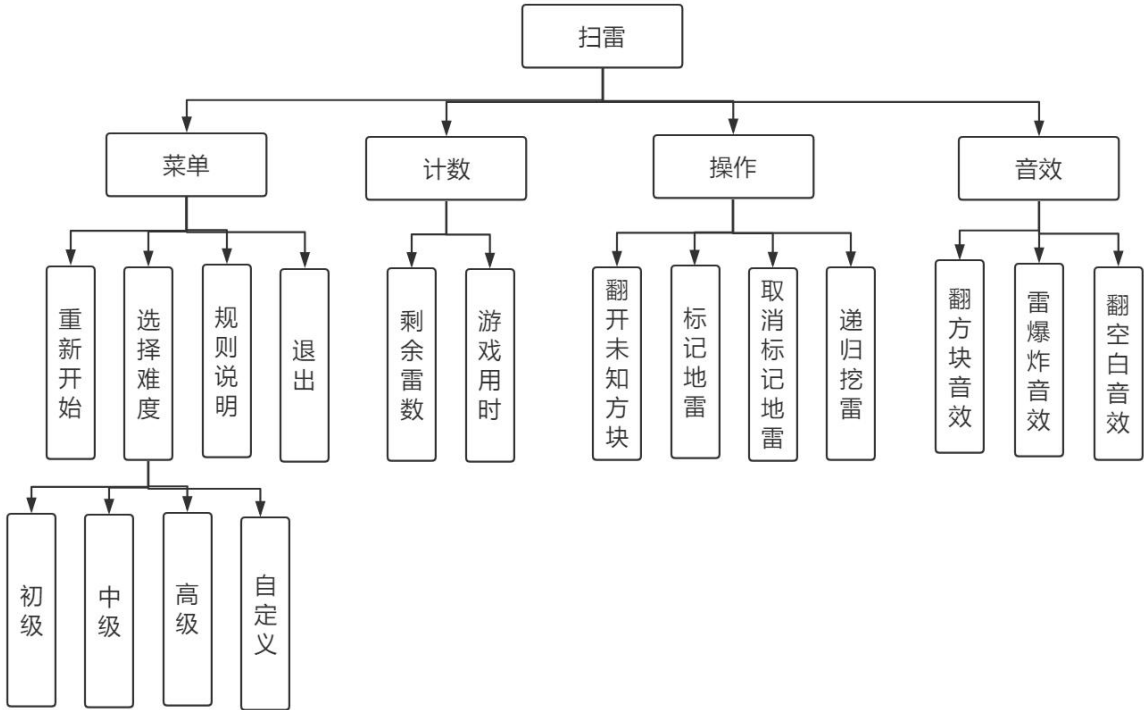 扫雷
菜单
计数
操作
音效
重新开始
选择难度
规则说明
退出
剩余雷数
游戏用时
翻开未知方块
标记地雷
取消标记地雷
递归挖雷
翻方块音效
雷爆炸音效
翻空白音效
初级
中级
高级
自定义